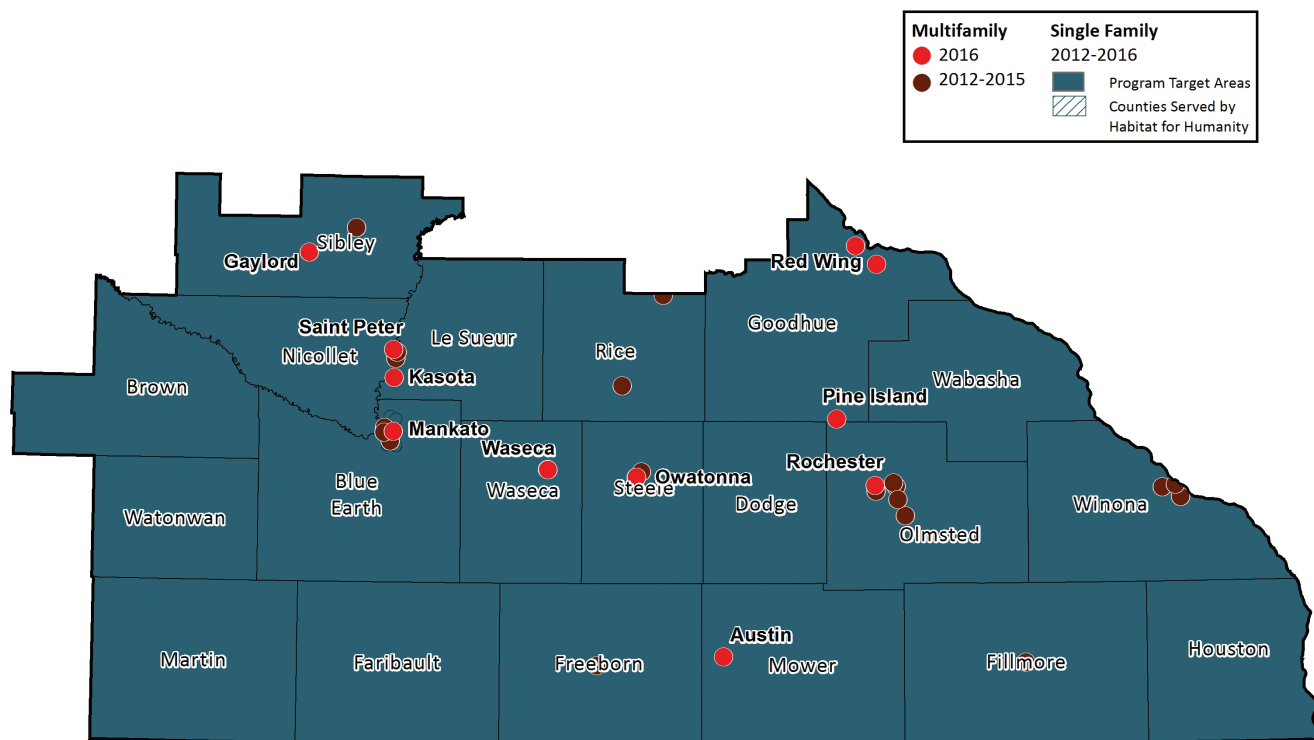 Multifamily
2016
2012-2015
Single Family
2012-2016
Program Target Areas
Counties Served by
Habitat for Humanity
Sibley
Gaylord
Red Wing
Saint Peter
Nicollet
Le Sueur
Rice
Goodhue
Kasota
Brown
Wabasha
Pine Island
Mankato
Waseca
Rochester
Owatonna
Blue
Earth
Waseca
Steele
Dodge
Winona
Watonwan
Olmsted
Austin
Martin
Faribault
Freeborn
Mower
Fillmore
Houston